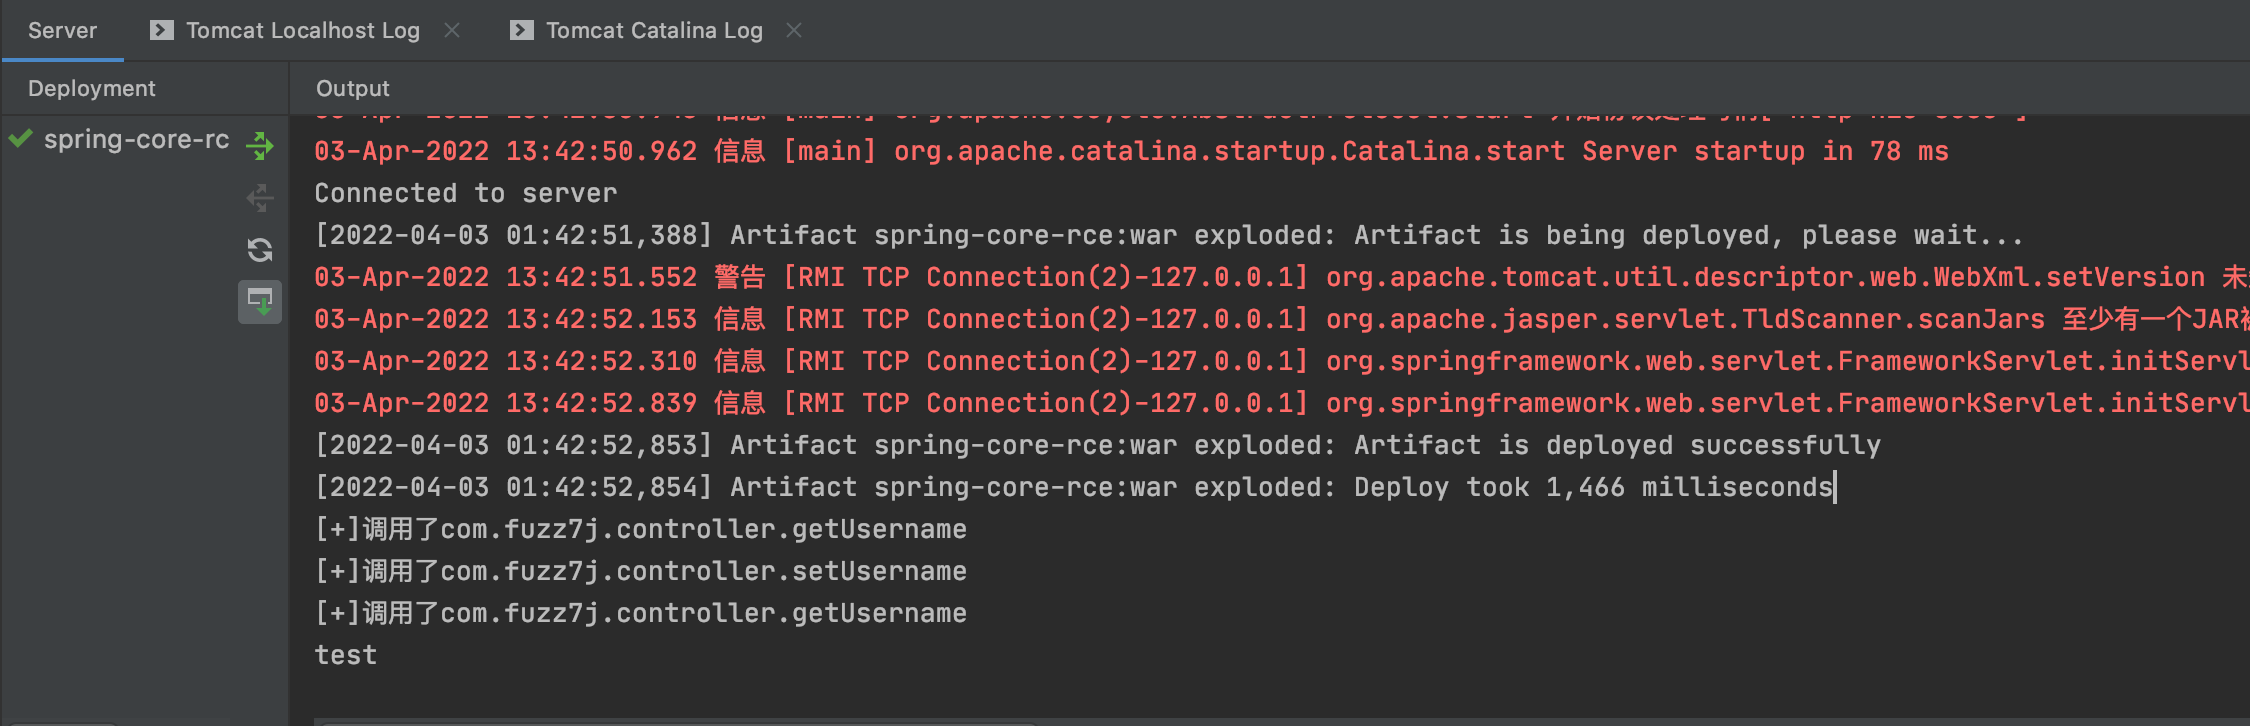 Server Tomcat Localhost Log Tomcat Catalina Log
Deployment Output
spring-core-rc
03-Apr-2022 13:42:50.962 信息 [main] org.apache.catalina.startup.Catalina.start Server startup in 78 ms
Connected to server
[2022-04-03 01:42:51,388] Artifact spring-core-rce:war exploded: Artifact is being deployed, please wait...
03-Apr-2022 13:42:51.552 警告 [RMI TCP Connection(2)-127.0.0.1] org.apache.tomcat.util.descriptor.web.WebXml.setVersion 未
03-Apr-2022 13:42:52.153 信息 [RMI TCP Connection(2)-127.0.0.1] org.apache.jasper.servlet.TldScanner.scanJars 至少有一个JAR被
03-Apr-2022 13:42:52.310 信息 [RMI TCP Connection(2)-127.0.0.1] org.springframework.web.servlet.FrameworkServlet.initServl
03-Apr-2022 13:42:52.839 信息 [RMI TCP Connection(2)-127.0.0.1] org.springframework.web.servlet.FrameworkServlet.initServl
[2022-04-03 01:42:52,853] Artifact spring-core-rce:war exploded: Artifact is deployed successfully
[2022-04-03 01:42:52,854] Artifact spring-core-rce:war exploded: Deploy took 1,466 milliseconds
[+]调用了com.fuzz7j.controller.getUsername
[+]调用了com.fuzz7j.controller.setUsername
[+]调用了com.fuzz7j.controller.getUsername
test